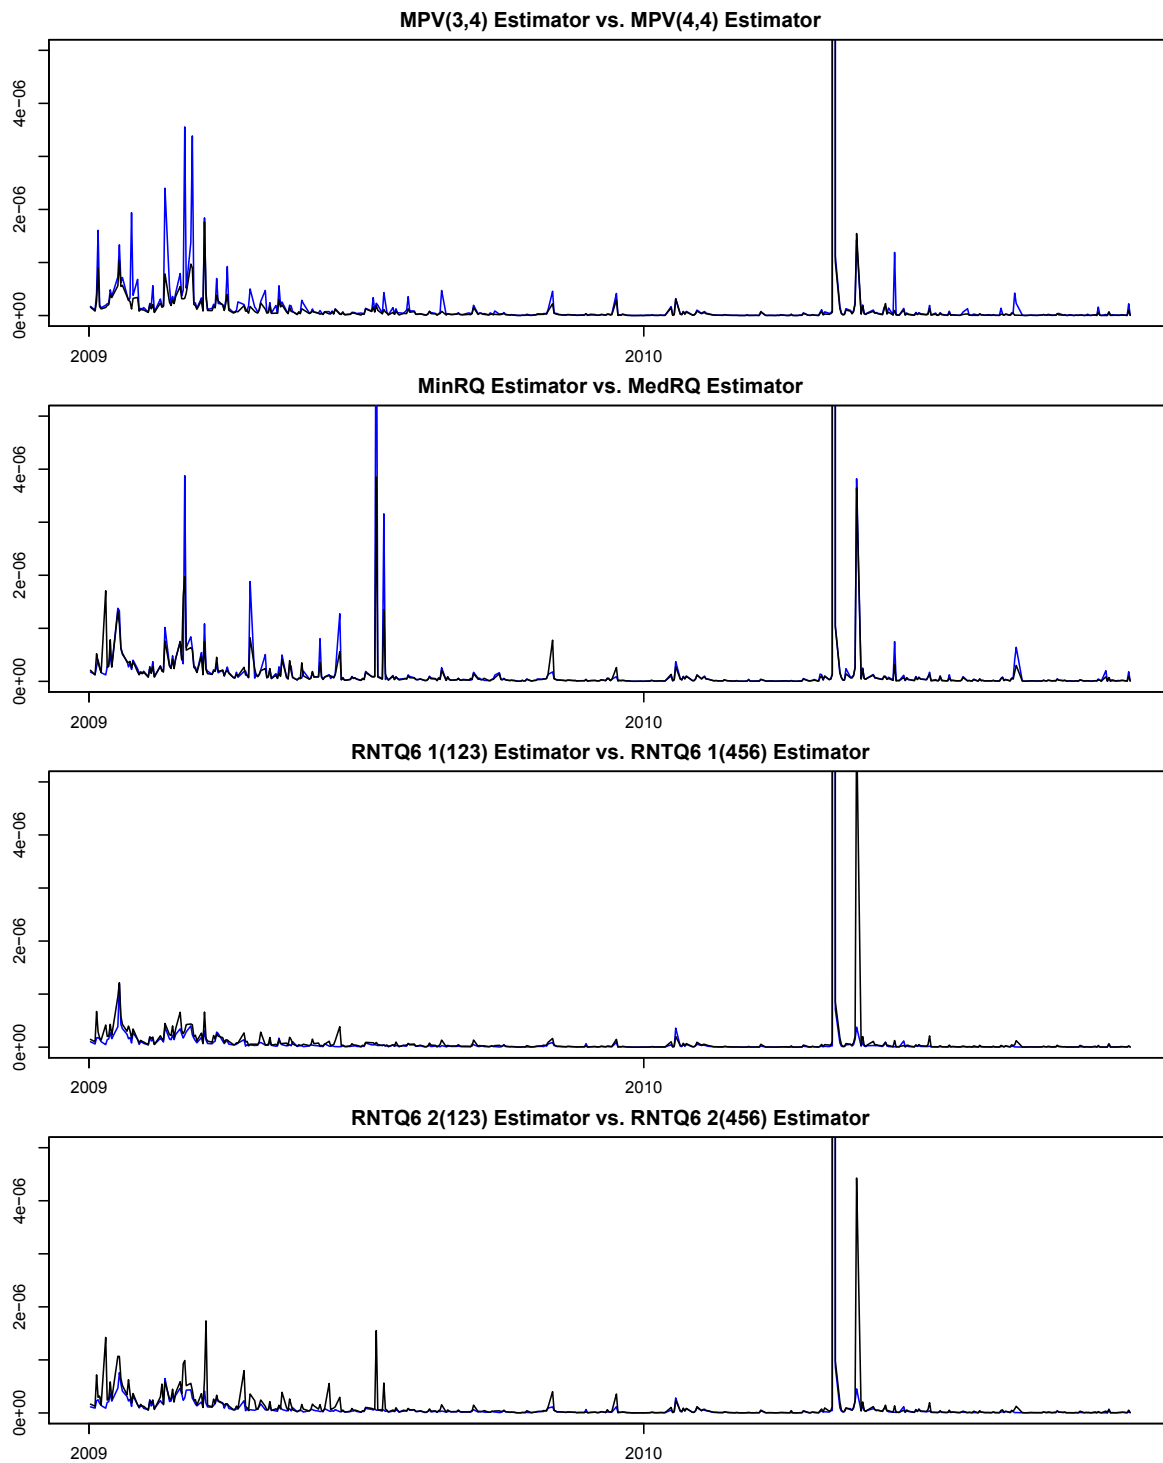 MPV(3,4) Estimator vs. MPV(4,4) Estimator
4e−06
2e−06
0e+00
2009 2010
MinRQ Estimator vs. MedRQ Estimator
4e−06
2e−06
0e+00
2009 2010
RNTQ6 1(123) Estimator vs. RNTQ6 1(456) Estimator
4e−06
2e−06
0e+00
2009 2010
RNTQ6 2(123) Estimator vs. RNTQ6 2(456) Estimator
4e−06
2e−06
0e+00
2009 2010